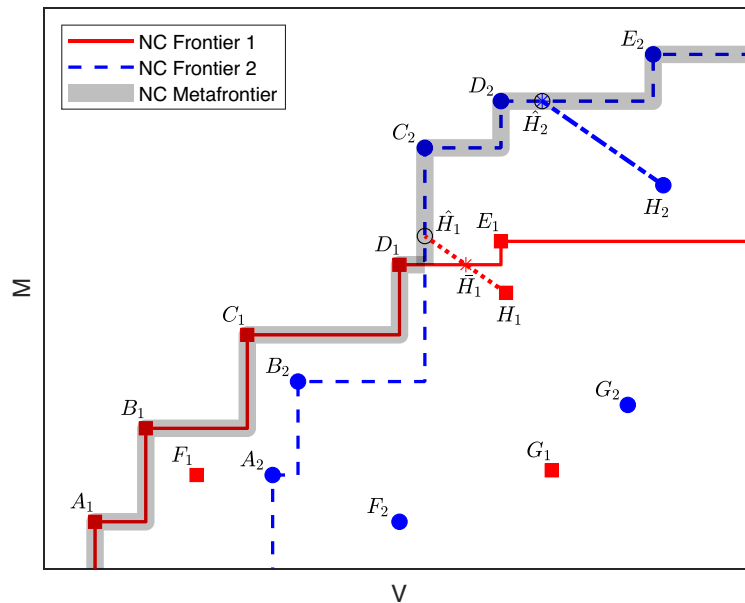 NC Frontier 1
NC Frontier 2
NC Metafrontier
E₂
D₂
Ĥ₂
C₂
H₂
Ĥ₁
E₁
D₁
H̄₁
H₁
C₁
B₂
G₂
B₁
F₁
A₂
G₁
A₁
F₂
M
V